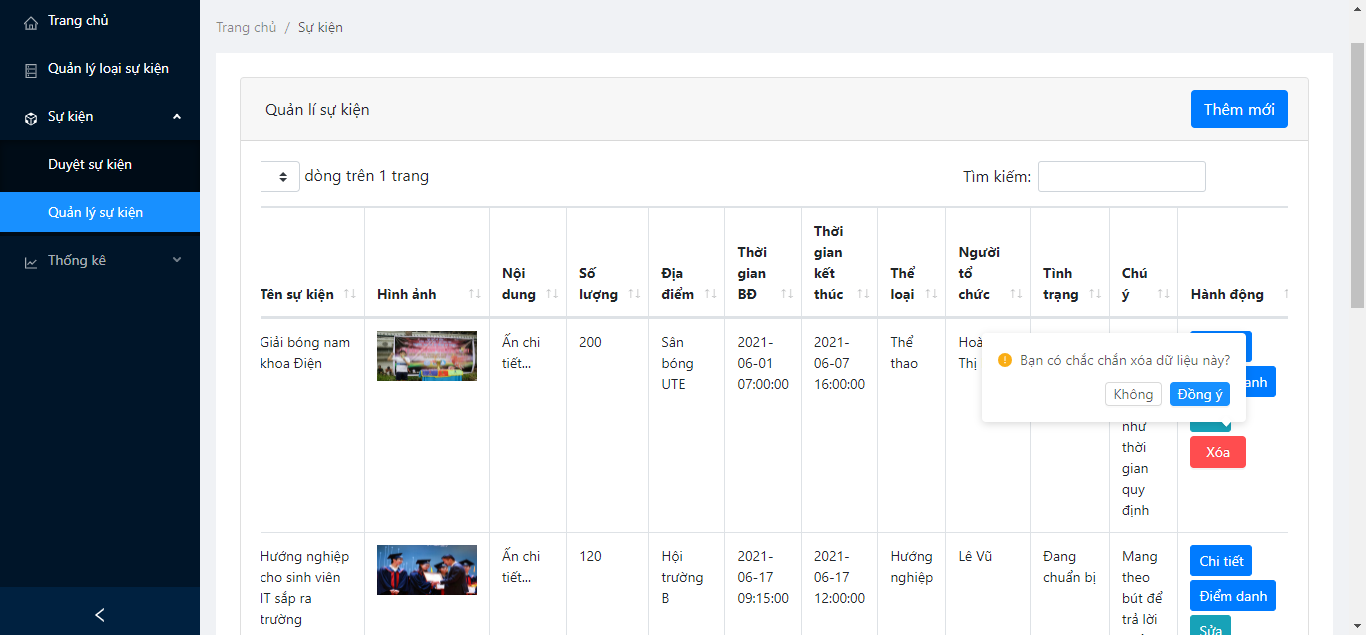 Trang chủ
Quản lý loại sự kiện
Sự kiện
Duyệt sự kiện
Quản lý sự kiện
Thống kê
Trang chủ / Sự kiện
Quản lí sự kiện
Thêm mới
dòng trên 1 trang
Tìm kiếm:
Tên sự kiện
Hình ảnh
Nội
dung
Số
lượng
Địa
điểm
Thời
gian
BĐ
Thời
gian
kết
thúc
Thể
loại
Người
tổ
chức
Tình
trạng
Chú
ý
Hành động
Giải bóng nam
khoa Điện
Ấn chi
tiết...
200
Sân
bóng
UTE
2021-
06-01
07:00:00
2021-
06-07
16:00:00
Thể
thao
Thị
Bạn có chắc chắn xóa dữ liệu này?
Không
Đồng ý
như
thời
gian
quy
định
Xóa
Hướng nghiệp
cho sinh viên
IT sắp ra
trường
Ấn chi
tiết...
120
Hội
trường
B
2021-
06-17
09:15:00
2021-
06-17
12:00:00
Hướng
nghiệp
Lê Vũ
Đang
chuẩn bị
Mang
theo
bút để
trả lời
Chi tiết
Điểm danh
Sửa